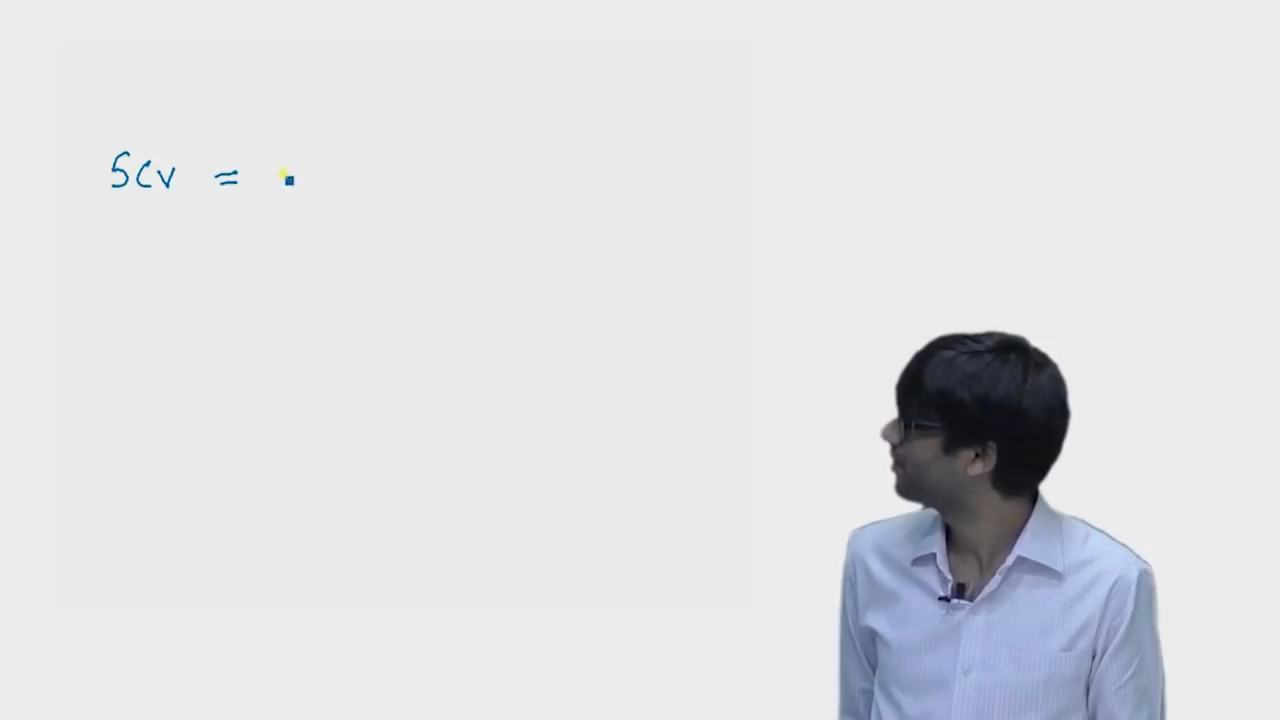 SCV =